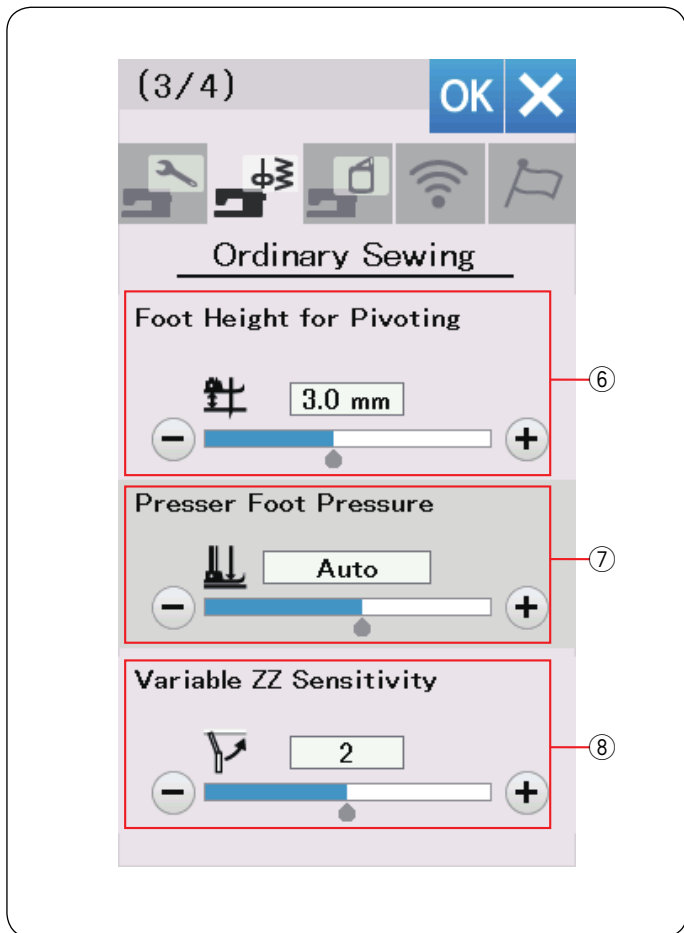 (3/4)
OK
Ordinary Sewing
Foot Height for Pivoting
3.0 mm
⑥
Presser Foot Pressure
Auto
⑦
Variable ZZ Sensitivity
2
⑧